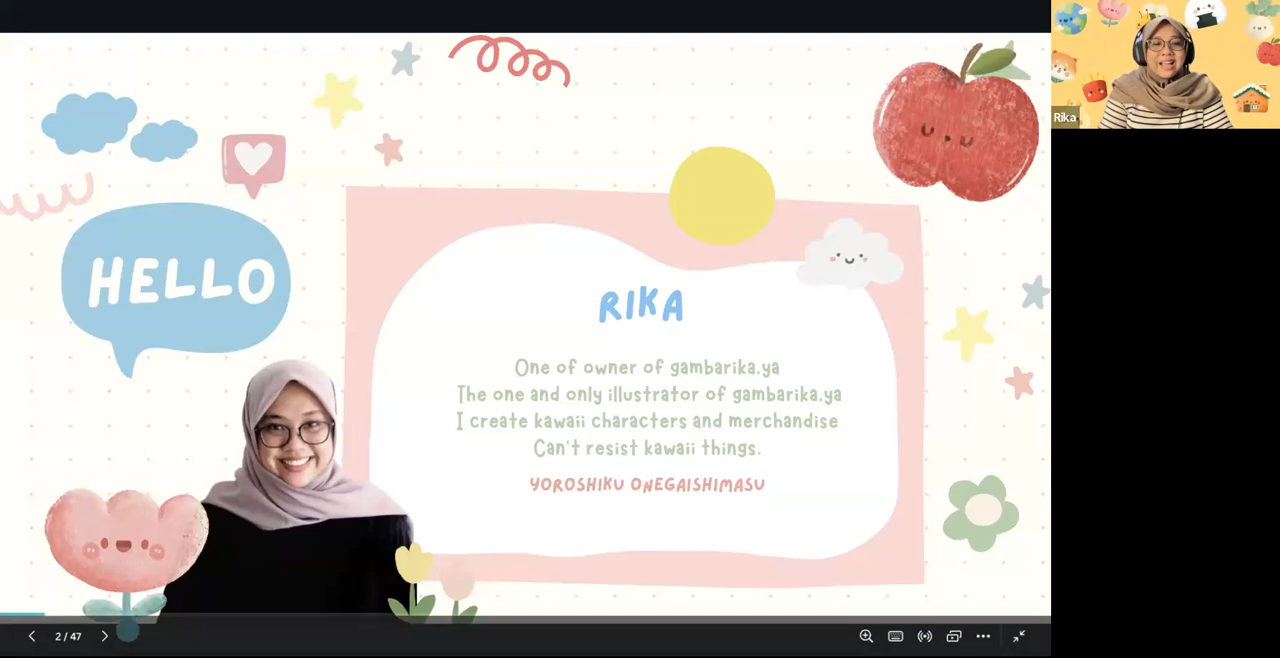 HELLO
RIKA
One of owner of gambarika.ya
The one and only illustrator of gambarika.ya
I create kawaii characters and merchandise
Can't resist kawaii things.
YOROSHIKU ONEGAISHIMASU
Rika
2 / 47